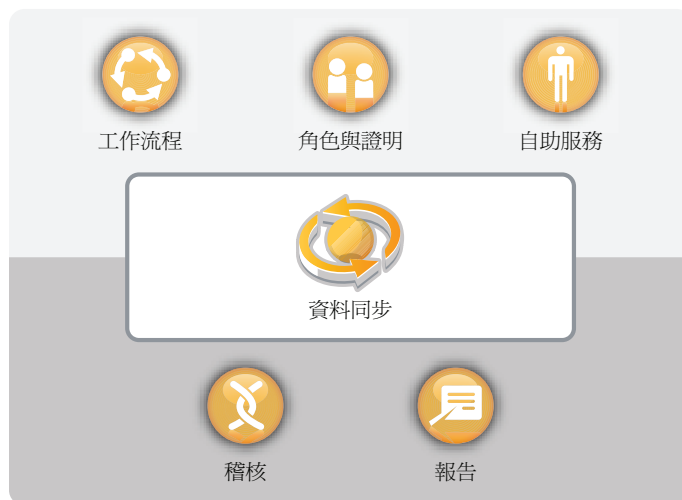 工作流程
角色與證明
自助服務
資料同步
稽核
報告